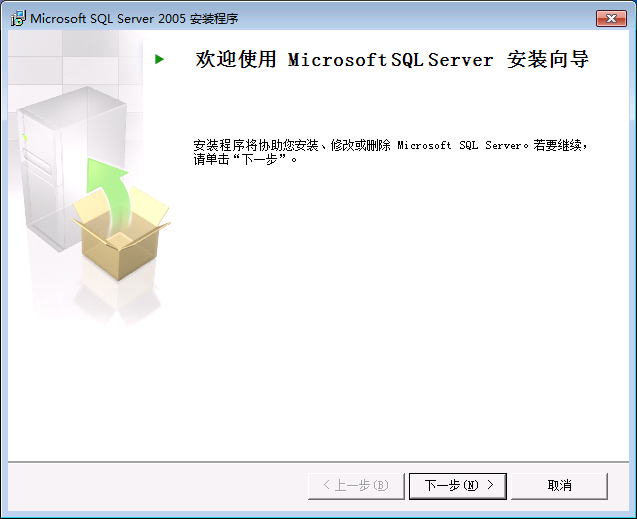 Microsoft SQL Server 2005 安装程序
欢迎使用 Microsoft SQL Server 安装向导
安装程序将协助您安装、修改或删除 Microsoft SQL Server。若要继续，
请单击“下一步”。
< 上一步(B)
下一步(N) >
取消